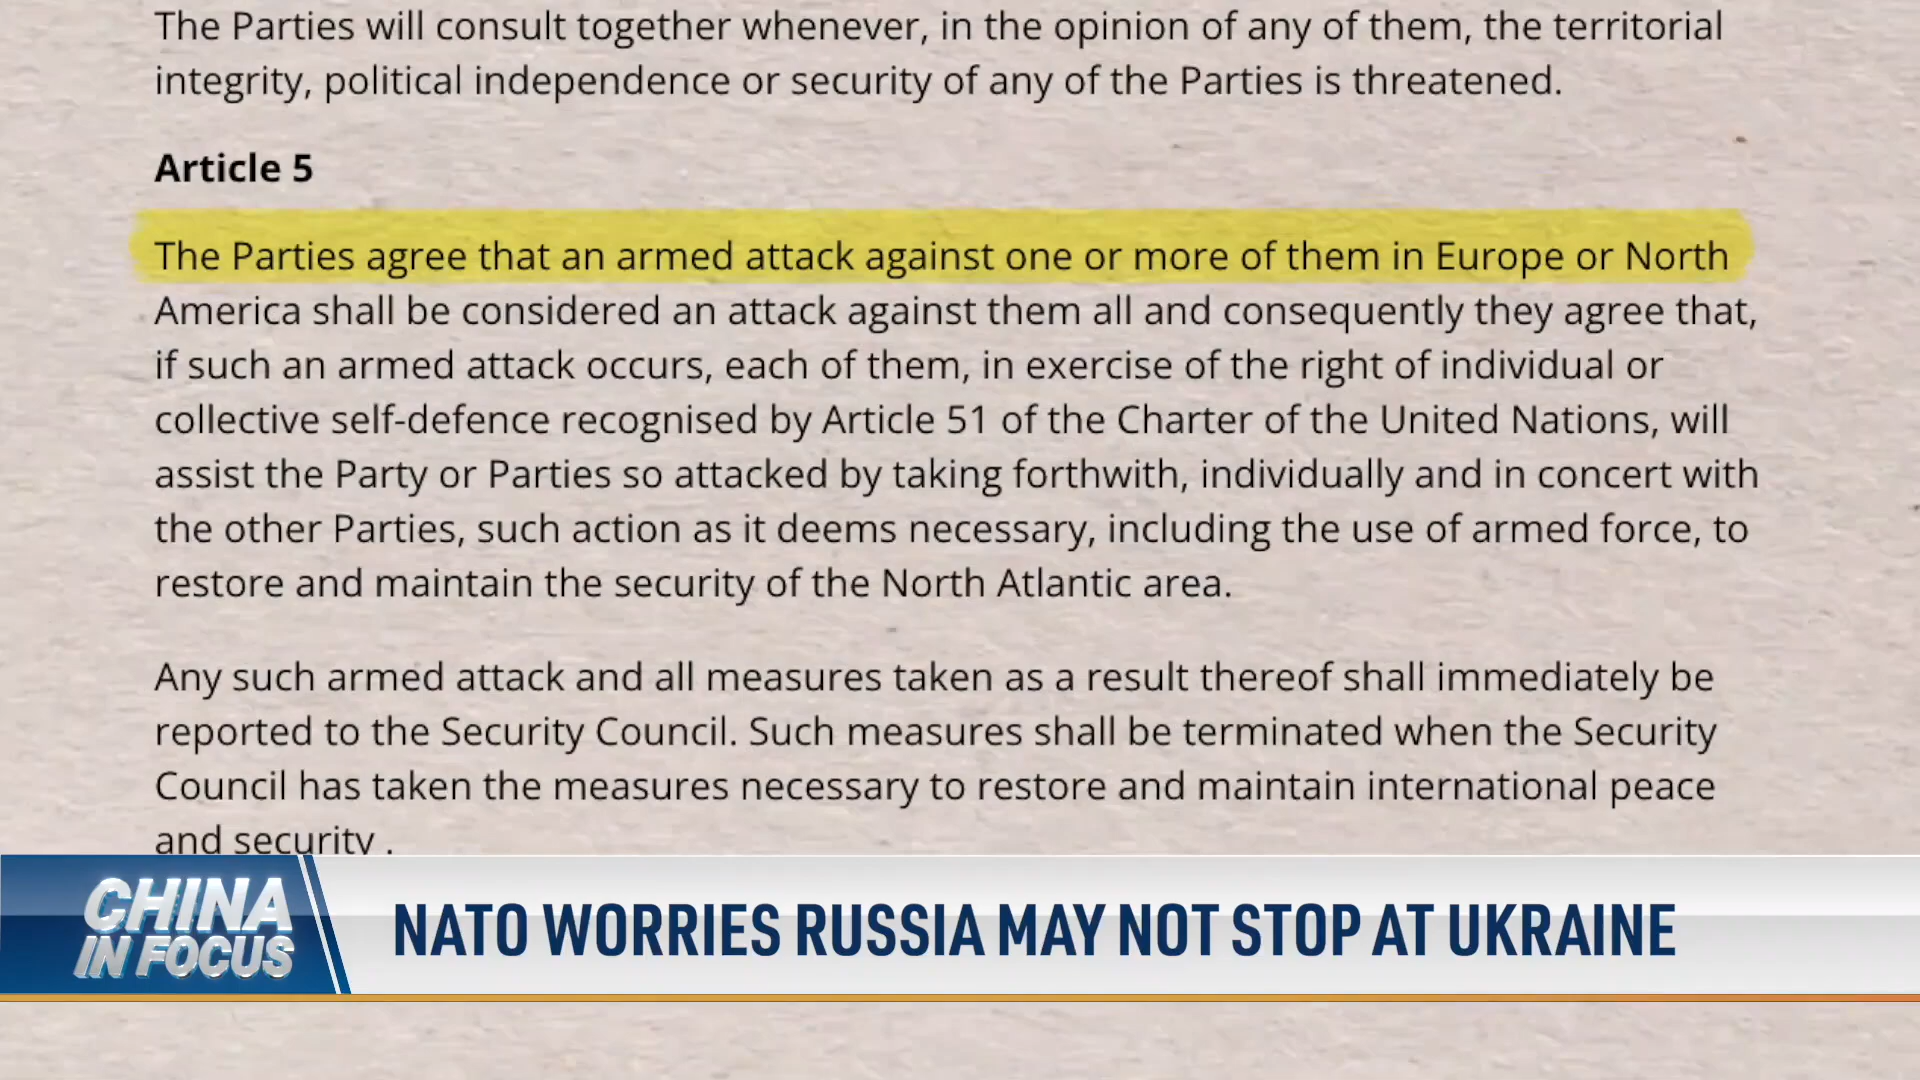 The Parties will consult together whenever, in the opinion of any of them, the territorial
integrity, political independence or security of any of the Parties is threatened.
Article 5
The Parties agree that an armed attack against one or more of them in Europe or North
America shall be considered an attack against them all and consequently they agree that,
if such an armed attack occurs, each of them, in exercise of the right of individual or
collective self-defence recognised by Article 51 of the Charter of the United Nations, will
assist the Party or Parties so attacked by taking forthwith, individually and in concert with
the other Parties, such action as it deems necessary, including the use of armed force, to
restore and maintain the security of the North Atlantic area.
Any such armed attack and all measures taken as a result thereof shall immediately be
reported to the Security Council. Such measures shall be terminated when the Security
Council has taken the measures necessary to restore and maintain international peace
and security .
CHINA
IN FOCUS
NATO WORRIES RUSSIA MAY NOT STOP AT UKRAINE